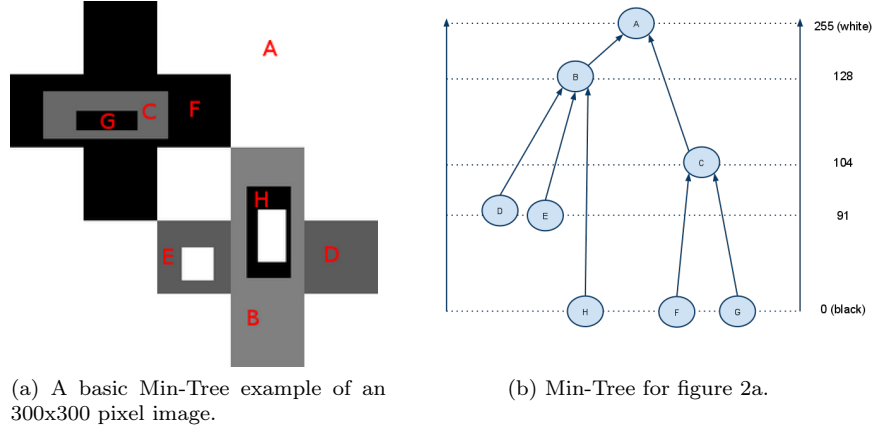 A
F
C
G
H
E
D
B
A
255 (white)
B
128
C
104
D
E
91
H
F
G
0 (black)
(a) A basic Min-Tree example of an
300x300 pixel image.
(b) Min-Tree for figure 2a.